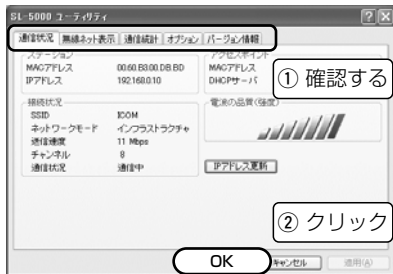 SL-5000 ユーティリティ
通信状況 無線ネット表示 通信統計 オプション バージョン情報
ステーション
MACアドレス 00.60.B3.00.DB.BD
IPアドレス 192.168.0.10
アクセスポイント
MACアドレス
DHCPサーバ
① 確認する
接続状況
SSID ICOM
ネットワークモード インフラストラクチャ
通信速度 11 Mbps
チャンネル 8
通信状況 通信中
電波の品質(強度)
IPアドレス更新
② クリック
OK
キャンセル
適用(A)